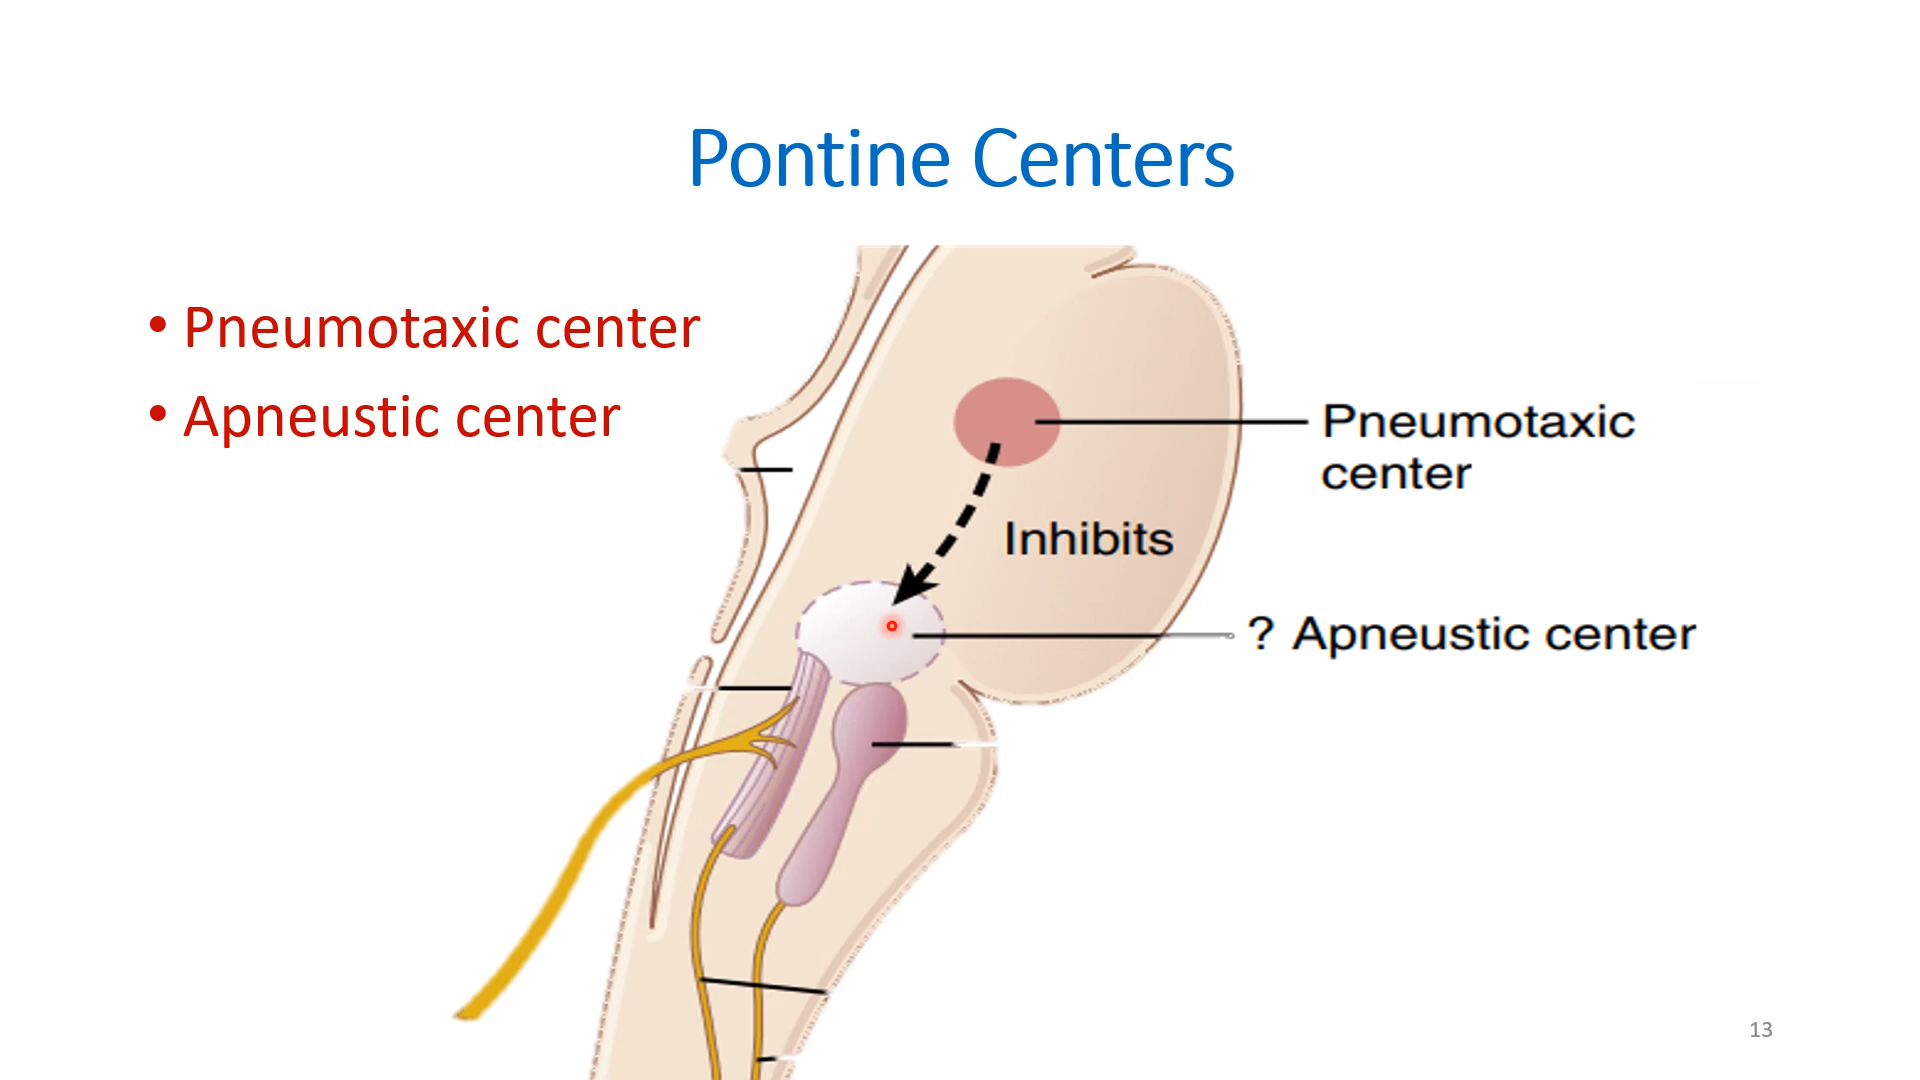 Pontine Centers
• Pneumotaxic center
• Apneustic center
Pneumotaxic
center
Inhibits
? Apneustic center
13